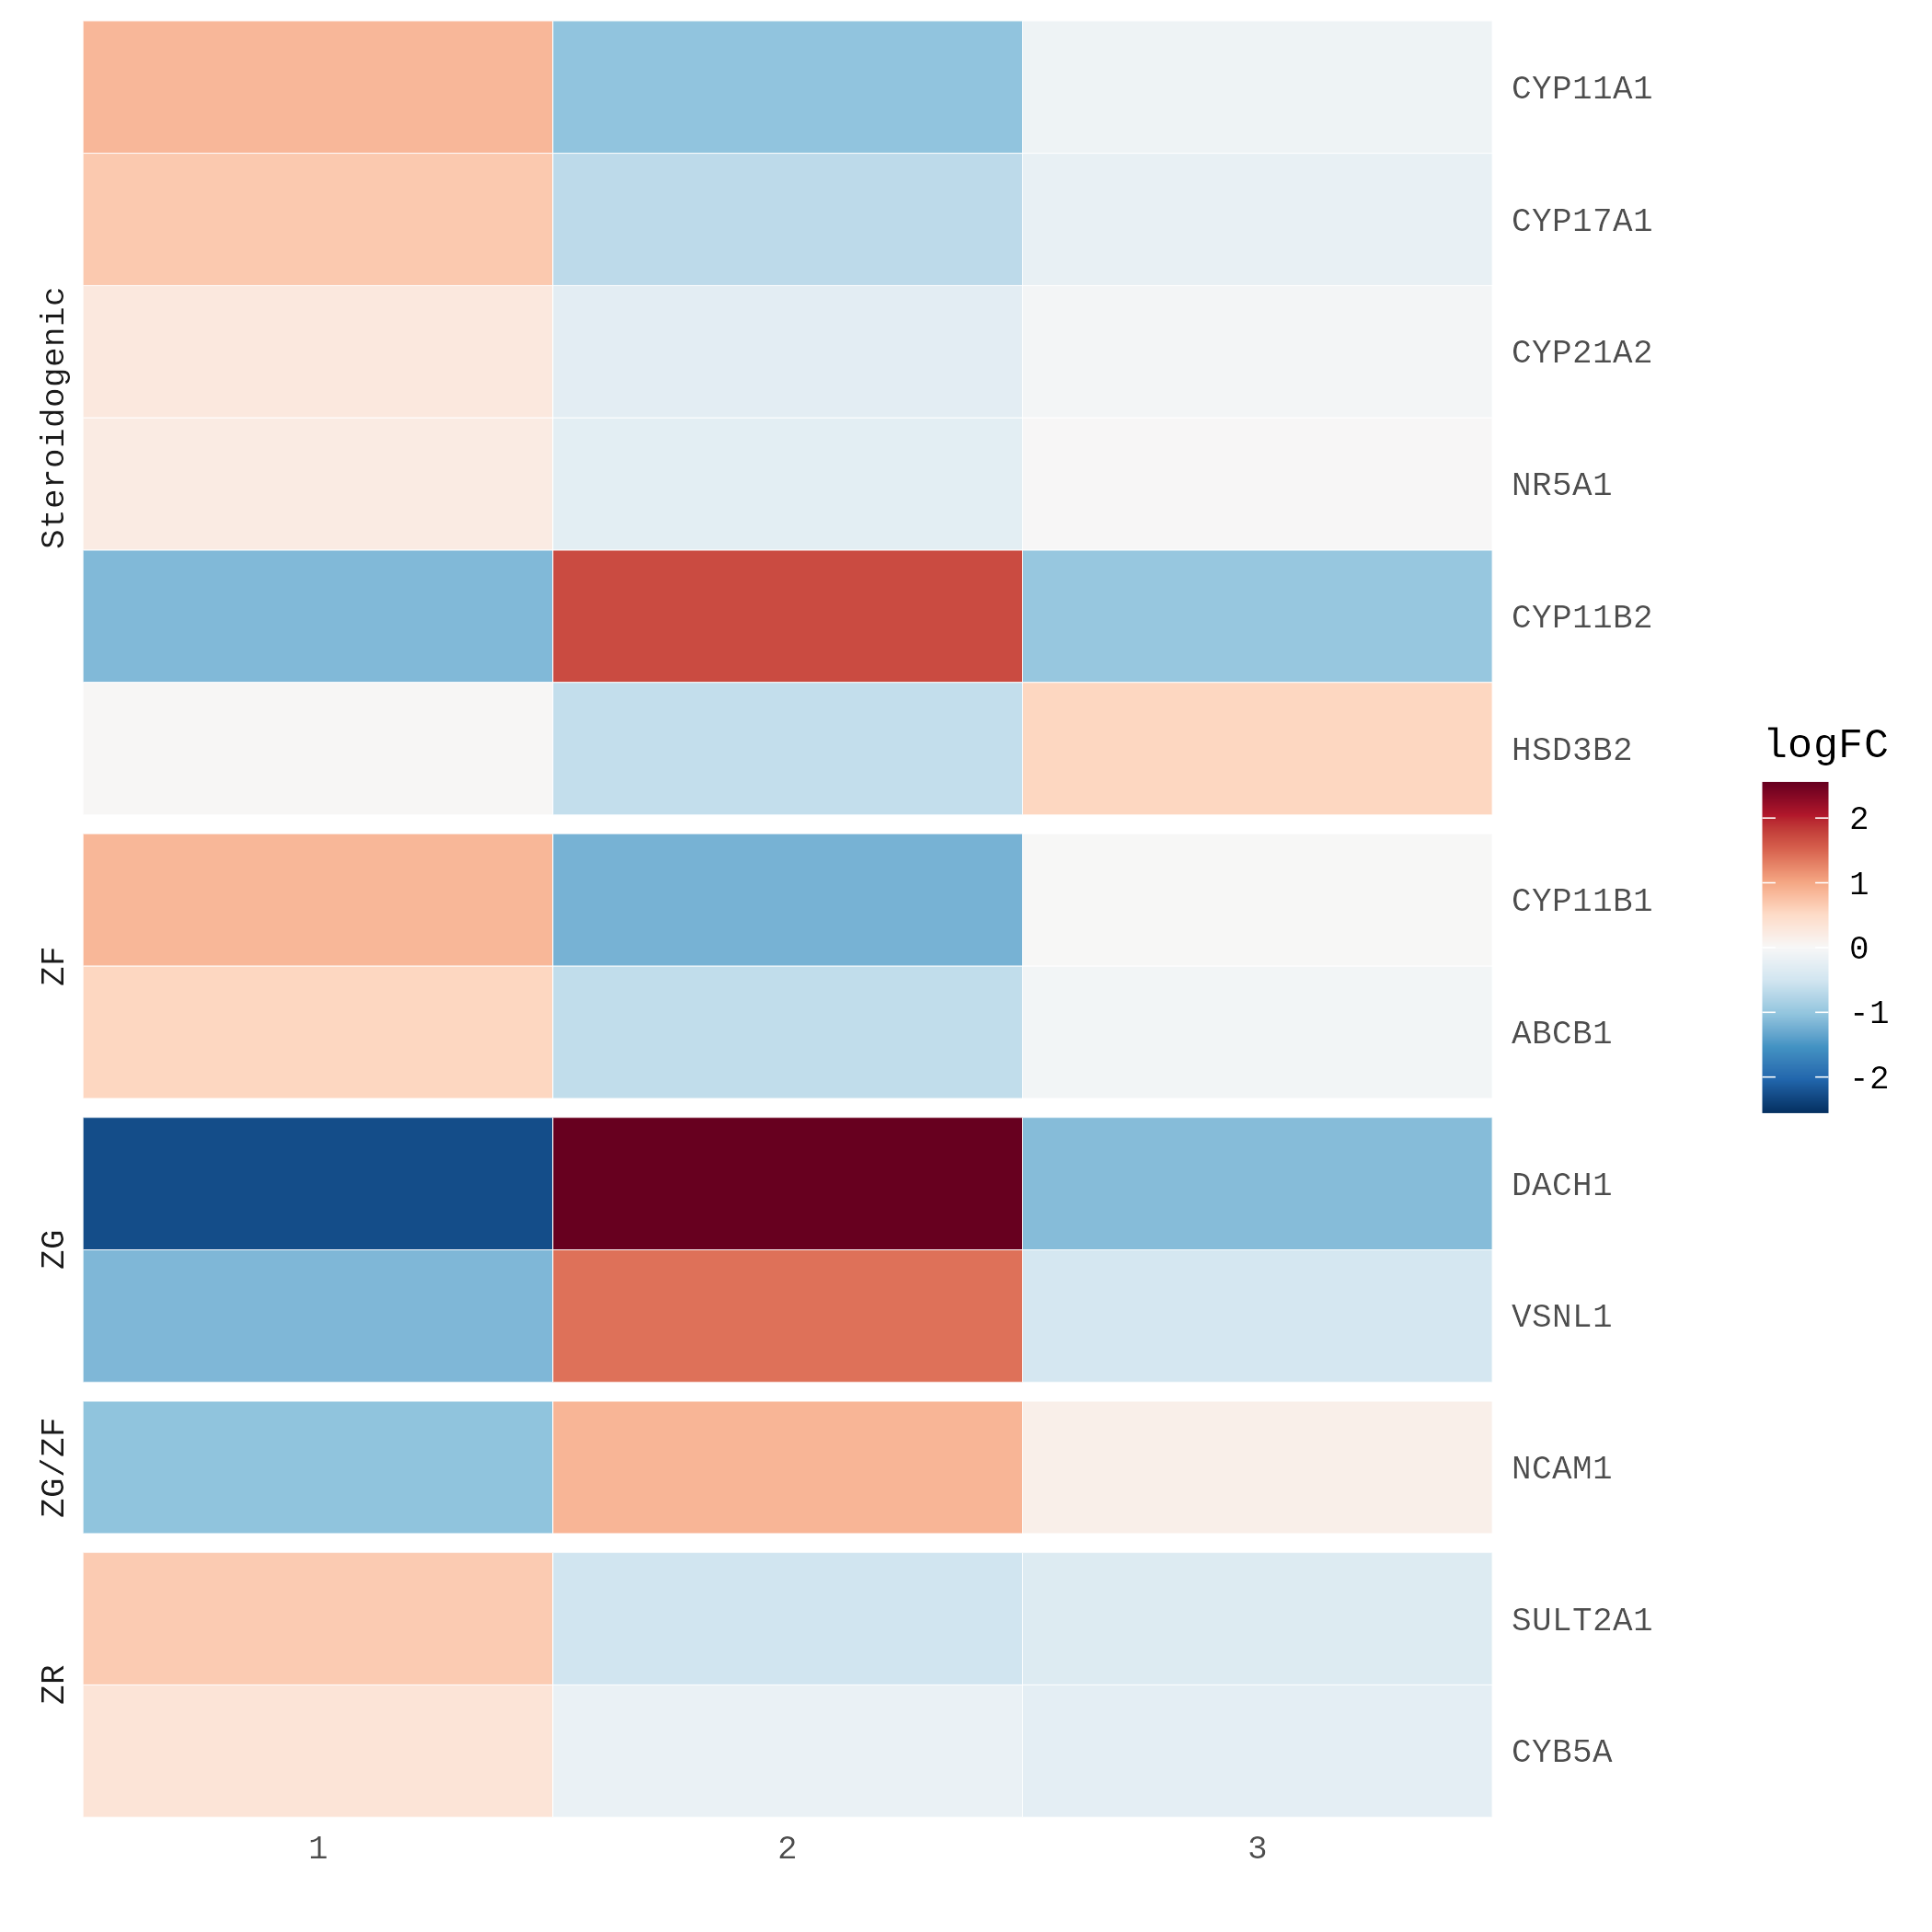 Steroidogenic
CYP11A1
CYP17A1
CYP21A2
NR5A1
CYP11B2
HSD3B2
ZF
CYP11B1
ABCB1
ZG
DACH1
VSNL1
ZG/ZF
NCAM1
ZR
SULT2A1
CYB5A
1 2 3
logFC
2
1
0
-1
-2